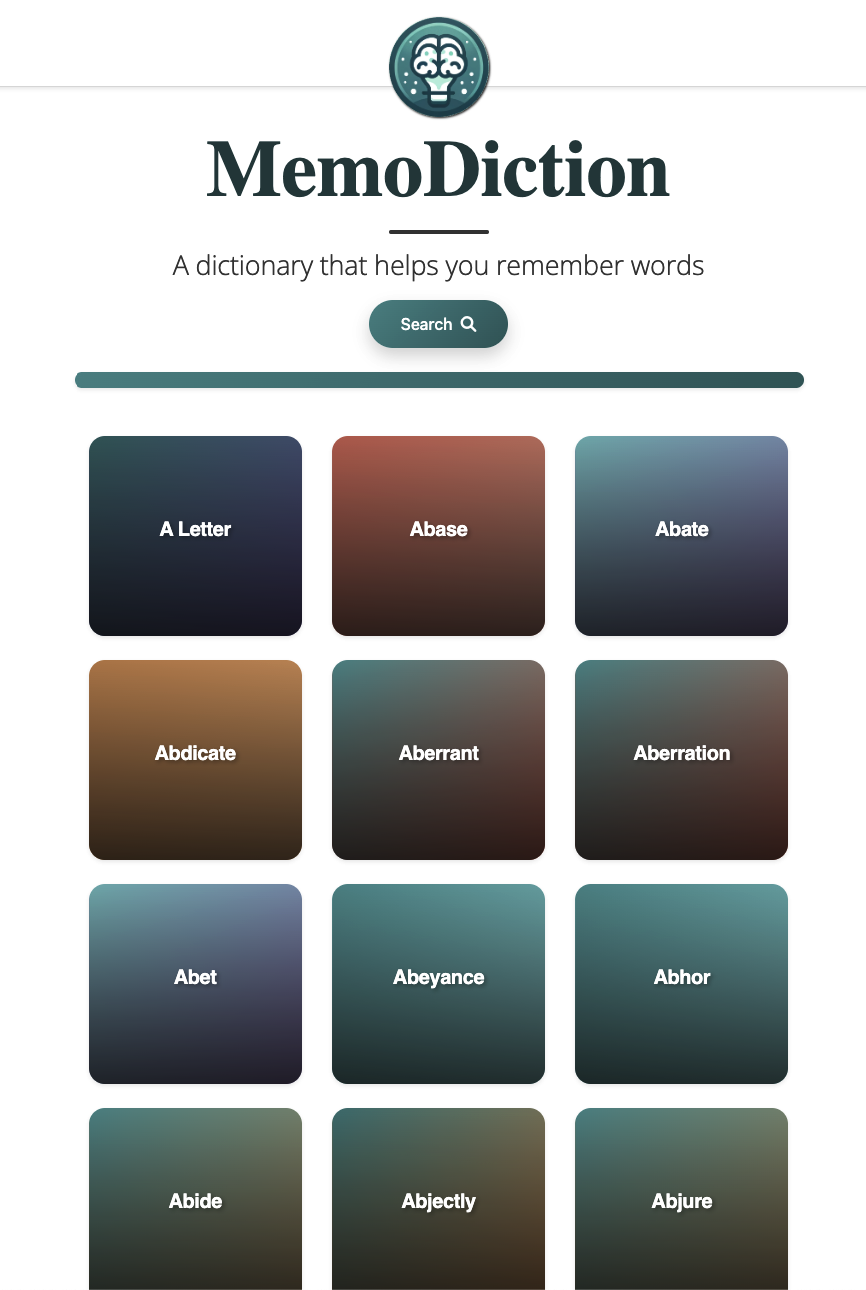 MemoDiction
A dictionary that helps you remember words
Search
A Letter
Abase
Abate
Abdicate
Aberrant
Aberration
Abet
Abeyance
Abhor
Abide
Abjectly
Abjure